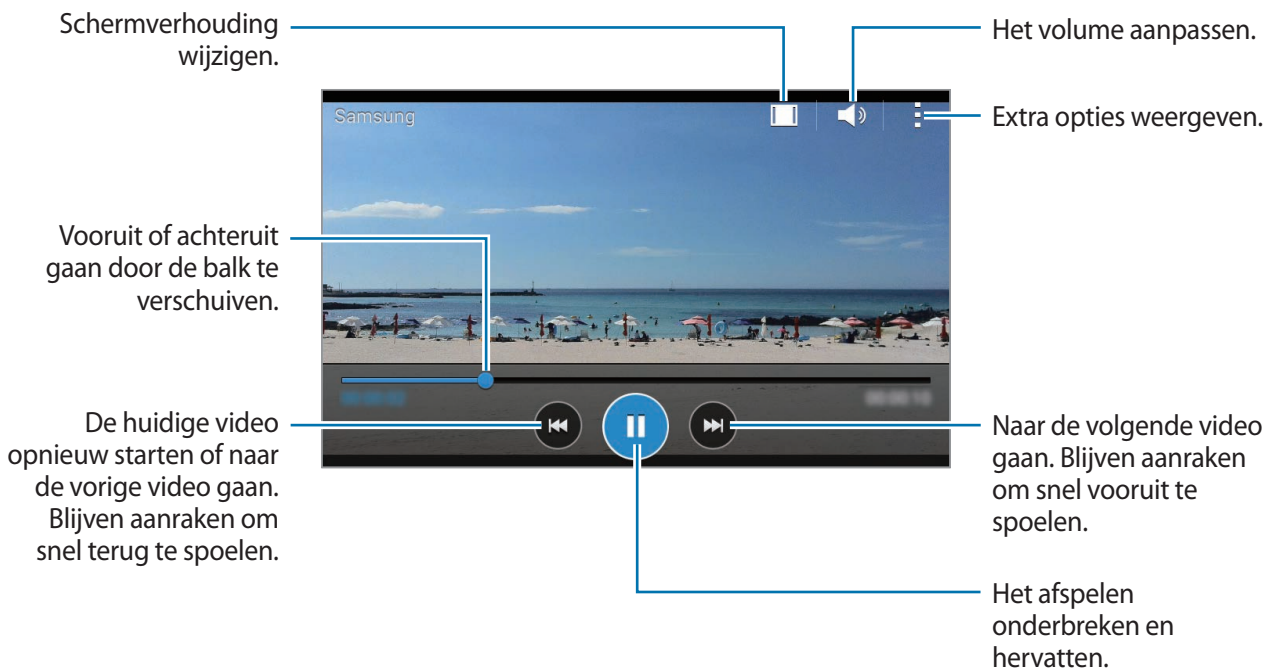 Schermverhouding
wijzigen.
Het volume aanpassen.
Samsung
Extra opties weergeven.
Vooruit of achteruit
gaan door de balk te
verschuiven.
De huidige video
opnieuw starten of naar
de vorige video gaan.
Blijven aanraken om
snel terug te spoelen.
Naar de volgende video
gaan. Blijven aanraken
om snel vooruit te
spoelen.
Het afspelen
onderbreken en
hervatten.